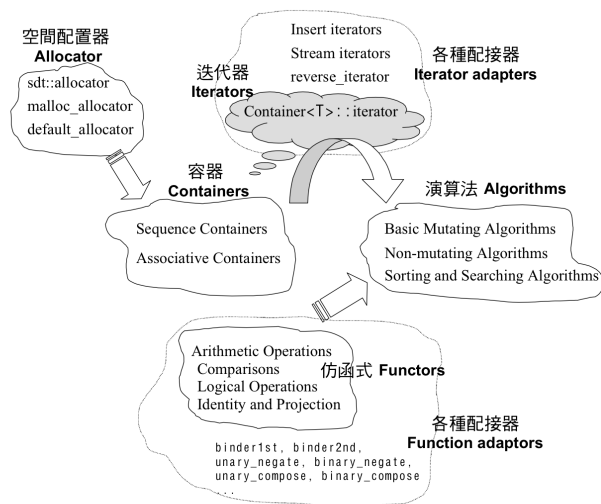 空間配置器
Allocator
sdt::allocator
malloc_allocator
default_allocator
Insert iterators
Stream iterators
reverse_iterator
各種配接器
Iterator adapters
迭代器
Iterators
Container<T>::iterator
容器
Containers
Sequence Containers
Associative Containers
演算法 Algorithms
Basic Mutating Algorithms
Non-mutating Algorithms
Sorting and Searching Algorithms
Arithmetic Operations
Comparisons
Logical Operations
Identity and Projection
仿函式 Functors
各種配接器
Function adaptors
binder1st, binder2nd,
unary_negate, binary_negate,
unary_compose, binary_compose
...